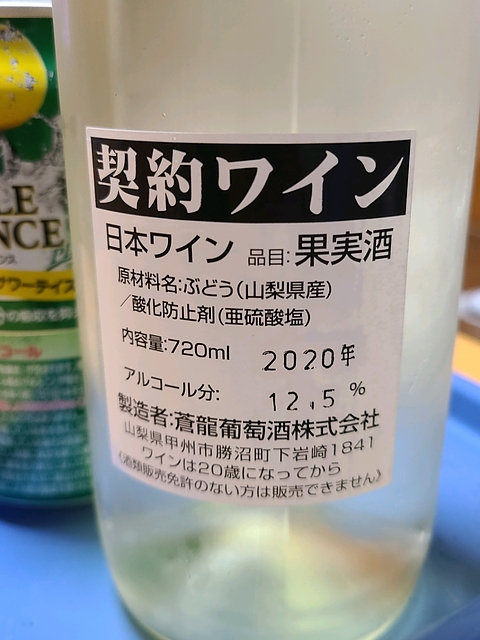 契約ワイン
日本ワイン 品目:果実酒
原材料名:ぶどう(山梨県産)
/酸化防止剤(亜硫酸塩)
内容量:720ml 2020年
アルコール分: 12.5%
製造者:蒼龍葡萄酒株式会社
山梨県甲州市勝沼町下岩崎1841
ワインは20歳になってから
《酒類販売免許のない方は販売できません》
LE
NCE
サワーテイス
コール